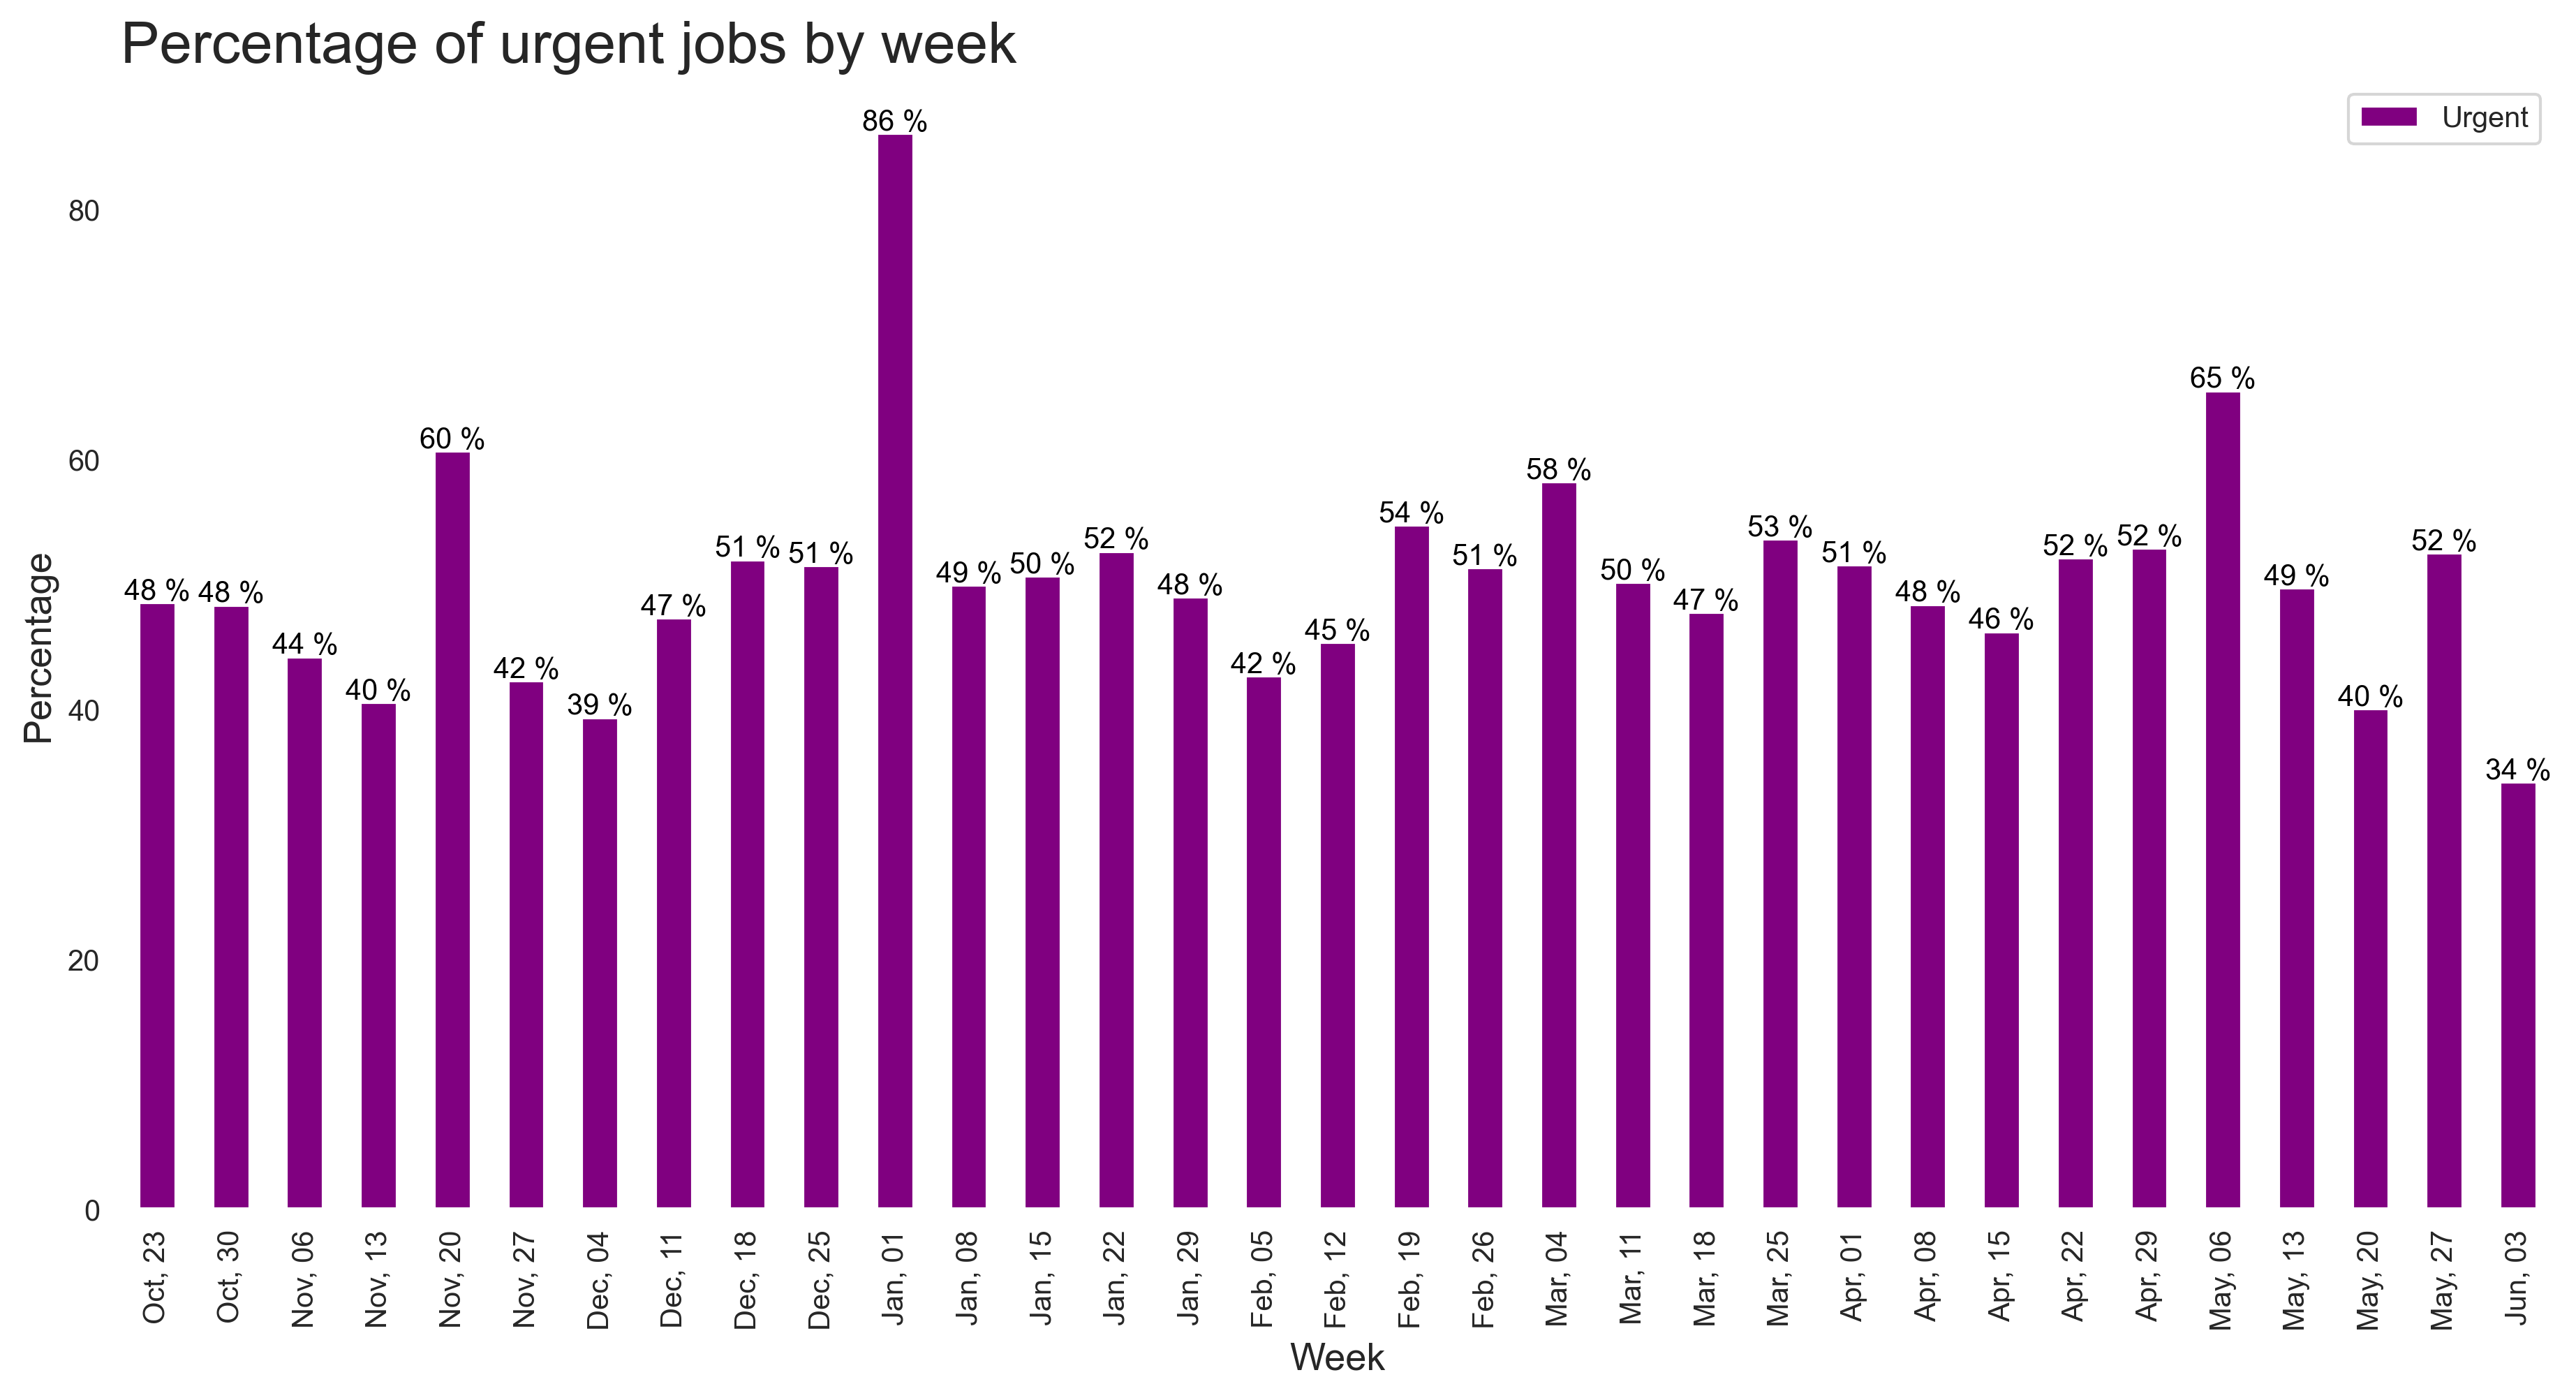 Percentage of urgent jobs by week
Urgent
Percentage
80
60
40
20
0
48 %
48 %
44 %
40 %
60 %
42 %
39 %
47 %
51 %
51 %
86 %
49 %
50 %
52 %
48 %
42 %
45 %
54 %
51 %
58 %
50 %
47 %
53 %
51 %
48 %
46 %
52 %
52 %
65 %
49 %
40 %
52 %
34 %
Oct, 23
Oct, 30
Nov, 06
Nov, 13
Nov, 20
Nov, 27
Dec, 04
Dec, 11
Dec, 18
Dec, 25
Jan, 01
Jan, 08
Jan, 15
Jan, 22
Jan, 29
Feb, 05
Feb, 12
Feb, 19
Feb, 26
Mar, 04
Mar, 11
Mar, 18
Mar, 25
Apr, 01
Apr, 08
Apr, 15
Apr, 22
Apr, 29
May, 06
May, 13
May, 20
May, 27
Jun, 03
Week